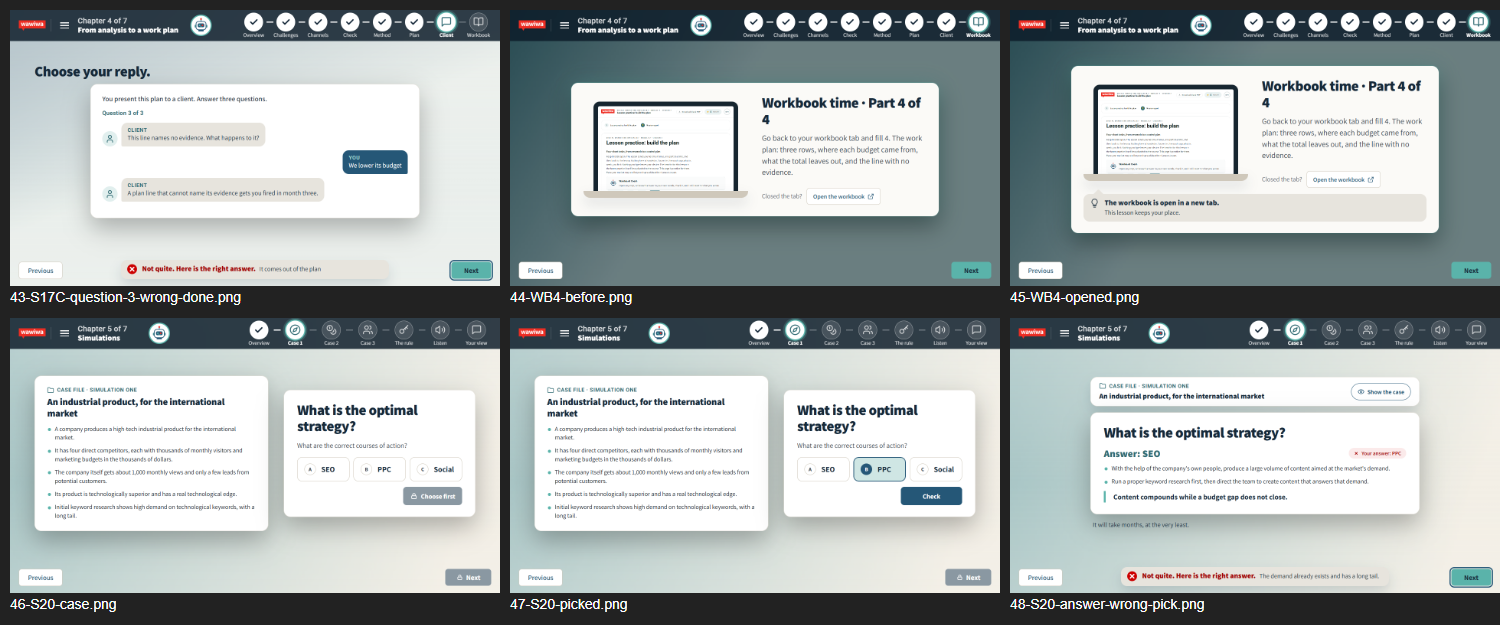 wawiwa
Chapter 4 of 7
From analysis to a work plan
Overview
Challenges
Channels
Check
Method
Plan
Client
Workbook
Choose your reply.
You present this plan to a client. Answer three questions.
Question 3 of 3
CLIENT
This line names no evidence. What happens to it?
YOU
We lower its budget
CLIENT
A plan line that cannot name its evidence gets you fired in month three.
Previous
Not quite. Here is the right answer. It comes out of the plan
Next
43-S17C-question-3-wrong-done.png
wawiwa
Chapter 4 of 7
From analysis to a work plan
Overview
Challenges
Channels
Check
Method
Plan
Client
Workbook
Lesson practice: build the plan
Workbook time · Part 4 of
4
Go back to your workbook tab and fill 4. The work
plan: three rows, where each budget came from,
what the total leaves out, and the line with no
evidence.
Closed the tab?
Open the workbook
Previous
Next
44-WB4-before.png
wawiwa
Chapter 4 of 7
From analysis to a work plan
Overview
Challenges
Channels
Check
Method
Plan
Client
Workbook
Lesson practice: build the plan
Workbook time · Part 4 of
4
Go back to your workbook tab and fill 4. The work
plan: three rows, where each budget came from,
what the total leaves out, and the line with no
evidence.
Closed the tab?
Open the workbook
The workbook is open in a new tab.
This lesson keeps your place.
Previous
Next
45-WB4-opened.png
wawiwa
Chapter 5 of 7
Simulations
Overview
Case 1
Case 2
Case 3
The rule
Listen
Your view
CASE FILE · SIMULATION ONE
An industrial product, for the international
market
A company produces a high-tech industrial product for the international
market.
It has four direct competitors, each with thousands of monthly visitors and
marketing budgets in the thousands of dollars.
The company itself gets about 1,000 monthly views and only a few leads from
potential customers.
Its product is technologically superior and has a real technological edge.
Initial keyword research shows high demand on technological keywords, with a
long tail.
What is the optimal
strategy?
What are the correct courses of action?
A SEO
B PPC
C Social
Choose first
Previous
Next
46-S20-case.png
wawiwa
Chapter 5 of 7
Simulations
Overview
Case 1
Case 2
Case 3
The rule
Listen
Your view
CASE FILE · SIMULATION ONE
An industrial product, for the international
market
A company produces a high-tech industrial product for the international
market.
It has four direct competitors, each with thousands of monthly visitors and
marketing budgets in the thousands of dollars.
The company itself gets about 1,000 monthly views and only a few leads from
potential customers.
Its product is technologically superior and has a real technological edge.
Initial keyword research shows high demand on technological keywords, with a
long tail.
What is the optimal
strategy?
What are the correct courses of action?
A SEO
B PPC
C Social
Check
Previous
Next
47-S20-picked.png
wawiwa
Chapter 5 of 7
Simulations
Overview
Case 1
Case 2
Case 3
The rule
Listen
Your view
CASE FILE · SIMULATION ONE
An industrial product, for the international market
Show the case
What is the optimal strategy?
Answer: SEO
Your answer: PPC
With the help of the company's own people, produce a large volume of content aimed at the market's demand.
Run a proper keyword research first, then direct the team to create content that answers that demand.
Content compounds while a budget gap does not close.
It will take months, at the very least.
Previous
Not quite. Here is the right answer. The demand already exists and has a long tail.
Next
48-S20-answer-wrong-pick.png